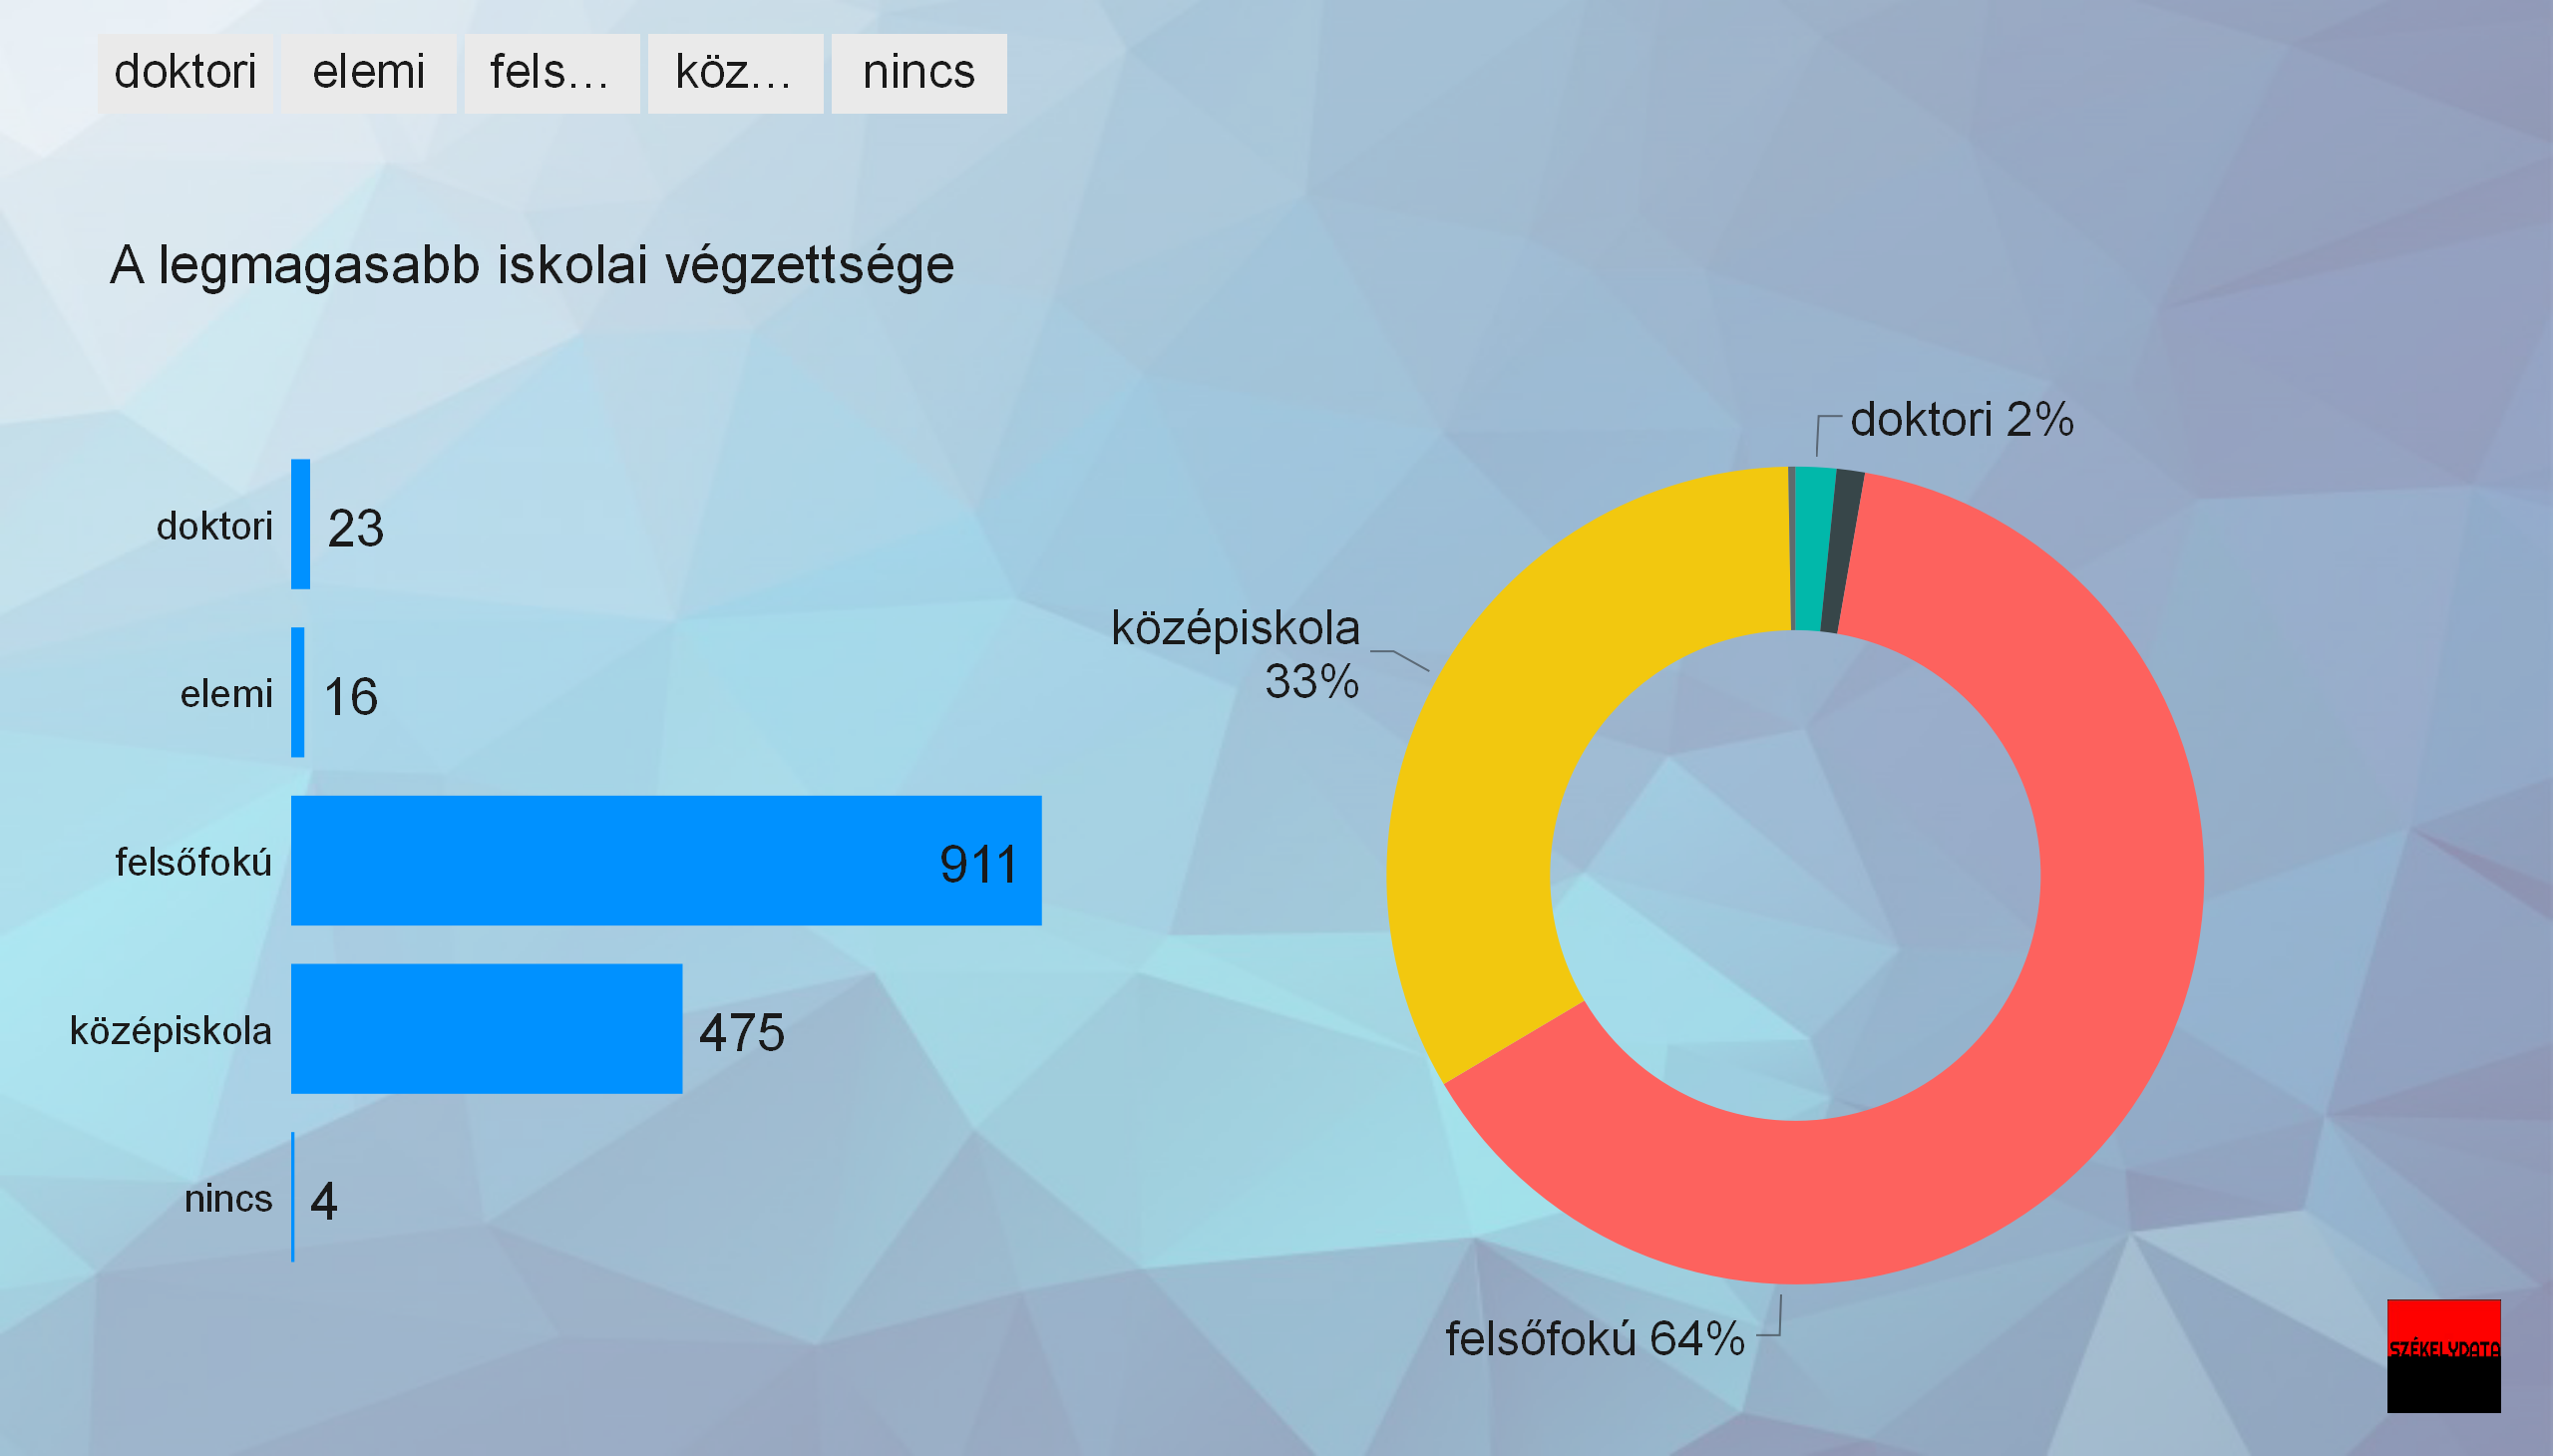 doktori
elemi
fels...
köz...
nincs
A legmagasabb iskolai végzettsége
doktori 23
elemi 16
felsőfokú 911
középiskola 475
nincs 4
doktori 2%
középiskola
33%
felsőfokú 64%
SZÉKELYDATA